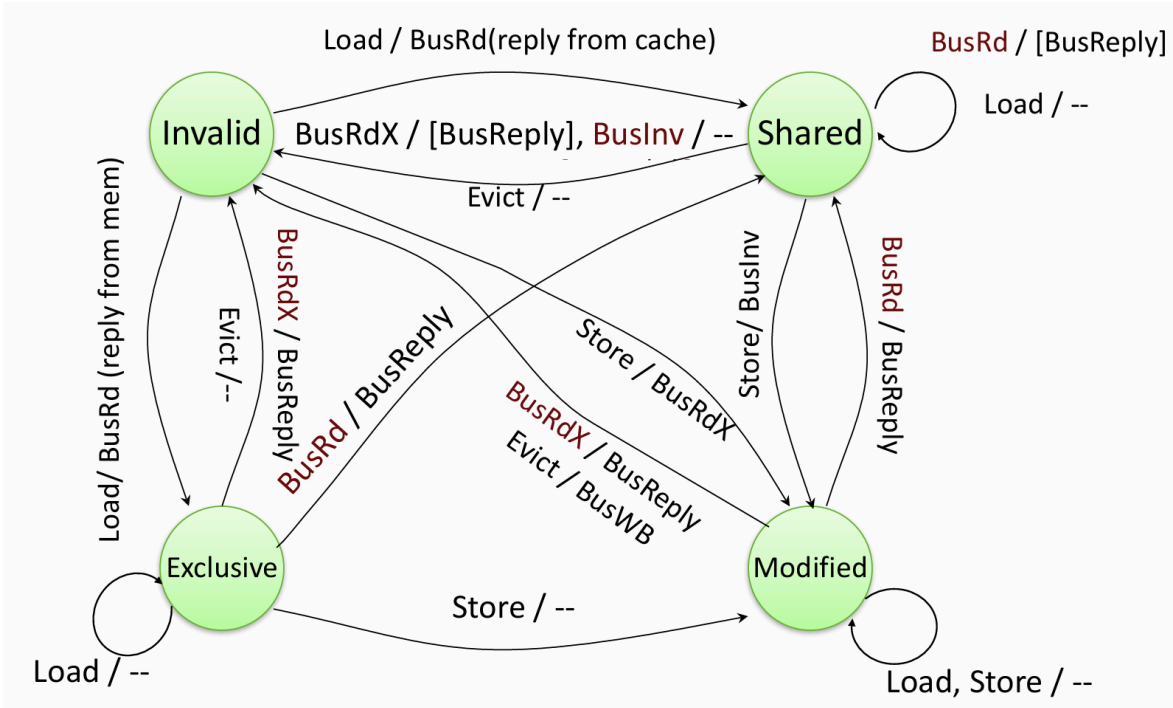 Load / BusRd(reply from cache)
BusRd / [BusReply]
Load / --
Invalid
BusRdX / [BusReply], BusInv / --
Shared
Evict / --
Load/ BusRd (reply from mem)
Evict /--
BusRdX / BusReply
BusRd / BusReply
Store / BusRdX
BusRdX / BusReply
Evict / BusWB
Store/ BusInv
BusRd / BusReply
Exclusive
Modified
Store / --
Load / --
Load, Store / --